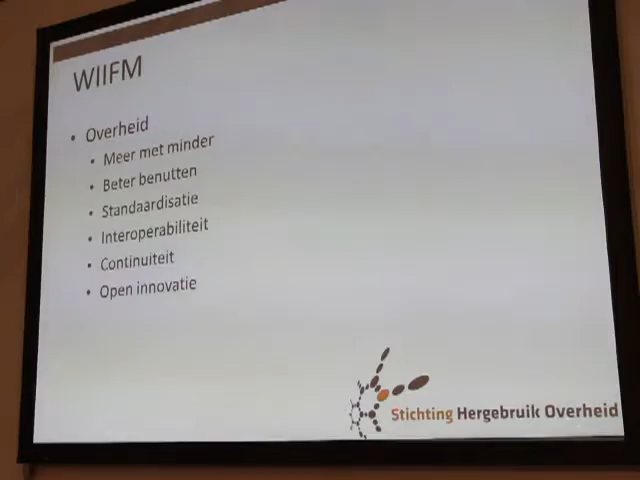 WIIFM
• Overheid
• Meer met minder
• Beter benutten
• Standaardisatie
• Interoperabiliteit
• Continuiteit
• Open innovatie
Stichting Hergebruik Overheid